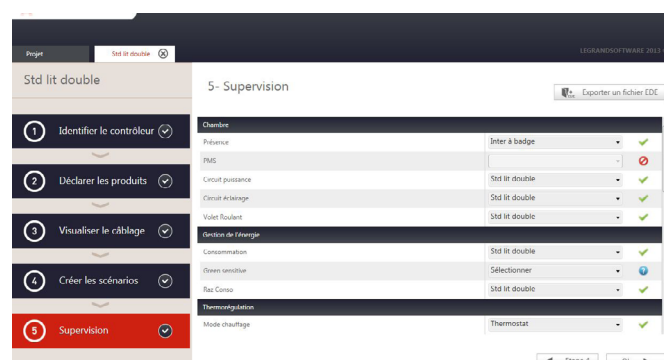 Projet
Std lit double
LEGRANDSOFTWARE 2013
Std lit double
5- Supervision
Exporter un fichier EDE
1 Identifier le contrôleur
2 Déclarer les produits
3 Visualiser le câblage
4 Créer les scénarios
5 Supervision
Chambre
Présence Inter à badge
PMS
Circuit puissance Std lit double
Circuit éclairage Std lit double
Volet Roulant Std lit double
Gestion de l'énergie
Consommation Std lit double
Green sensitive Sélectionner
Raz Conso Std lit double
Thermorégulation
Mode chauffage Thermostat